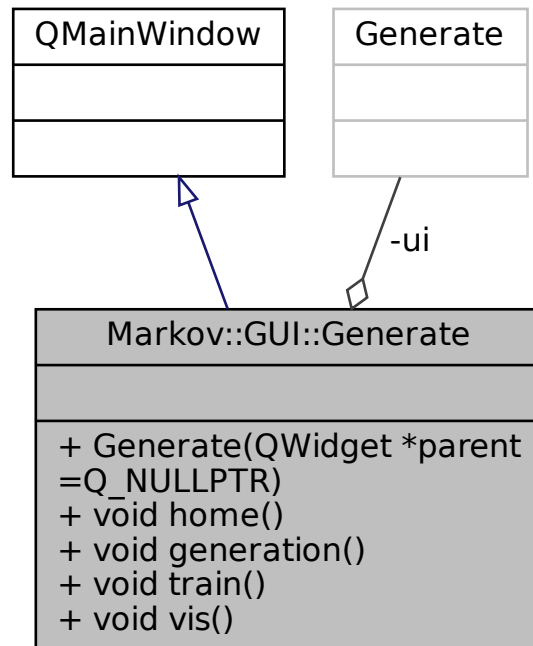 QMainWindow
Generate
-ui
Markov::GUI::Generate
+ Generate(QWidget *parent
=Q_NULLPTR)
+ void home()
+ void generation()
+ void train()
+ void vis()